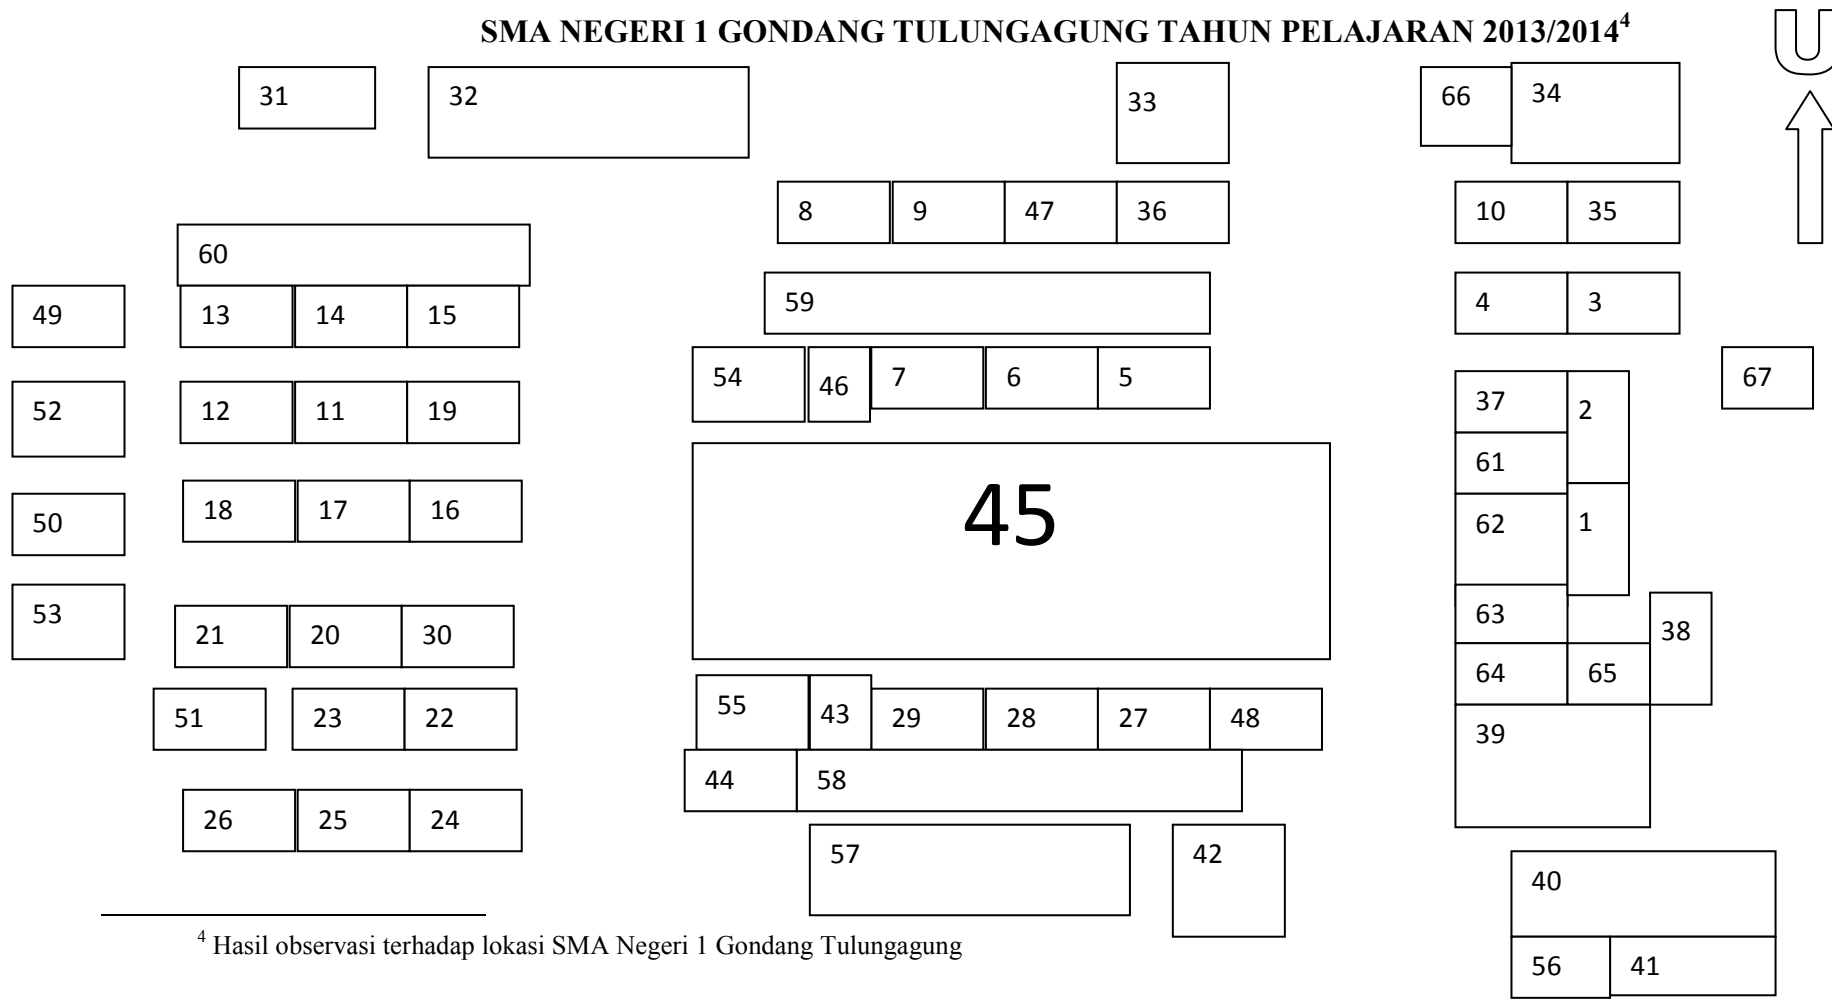 SMA NEGERI 1 GONDANG TULUNGAGUNG TAHUN PELAJARAN 2013/2014⁴
U
31 32 33 66 34
8 9 47 36 10 35
60
49 13 14 15 59 4 3
54 46 7 6 5 67
52 12 11 19 37 2
61
50 18 17 16 45 62 1
53 21 20 30 63 38
64 65
51 23 22 55 43 29 28 27 48 39
44 58
26 25 24 57 42
40
⁴ Hasil observasi terhadap lokasi SMA Negeri 1 Gondang Tulungagung
56 41